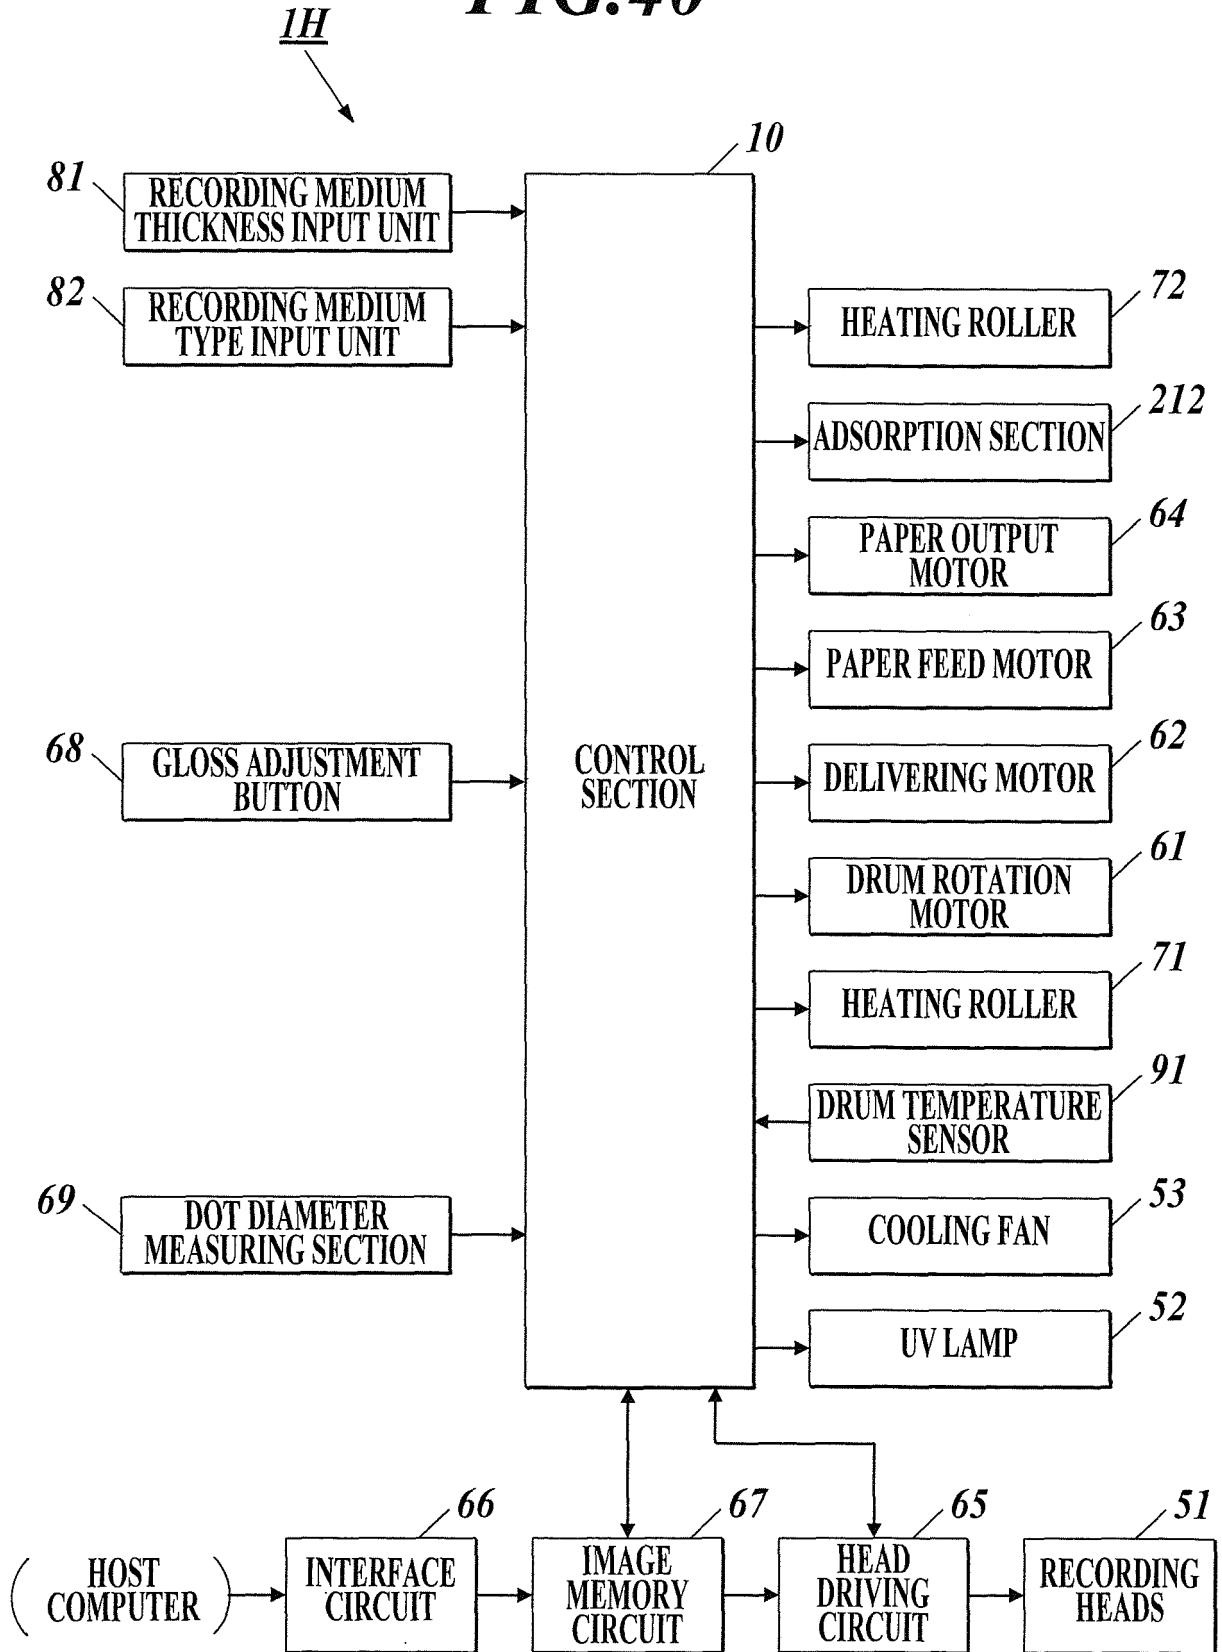 FIG.40
1H
10
81
RECORDING MEDIUM
THICKNESS INPUT UNIT
82
RECORDING MEDIUM
TYPE INPUT UNIT
68
GLOSS ADJUSTMENT
BUTTON
69
DOT DIAMETER
MEASURING SECTION
CONTROL
SECTION
72
HEATING ROLLER
212
ADSORPTION SECTION
64
PAPER OUTPUT
MOTOR
63
PAPER FEED MOTOR
62
DELIVERING MOTOR
61
DRUM ROTATION
MOTOR
71
HEATING ROLLER
91
DRUM TEMPERATURE
SENSOR
53
COOLING FAN
52
UV LAMP
(HOST
COMPUTER)
66
INTERFACE
CIRCUIT
67
IMAGE
MEMORY
CIRCUIT
65
HEAD
DRIVING
CIRCUIT
51
RECORDING
HEADS